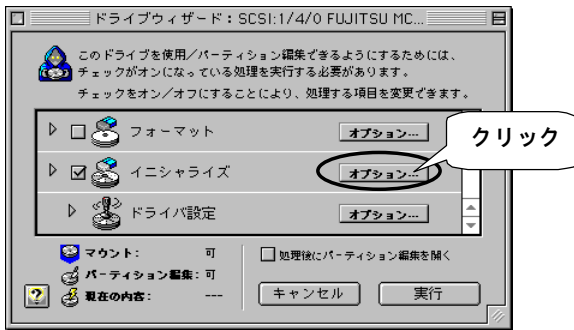 ドライブウィザード：SCSI:1/4/0 FUJITSU MC...
このドライブを使用／パーティション編集できるようにするためには、
チェックがオンになっている処理を実行する必要があります。
チェックをオン／オフにすることにより、処理する項目を変更できます。
フォーマット
オプション...
クリック
イニシャライズ
オプション...
ドライバ設定
オプション...
マウント： 可
処理後にパーティション編集を開く
パーティション編集：可
現在の内容： ---
キャンセル
実行
?